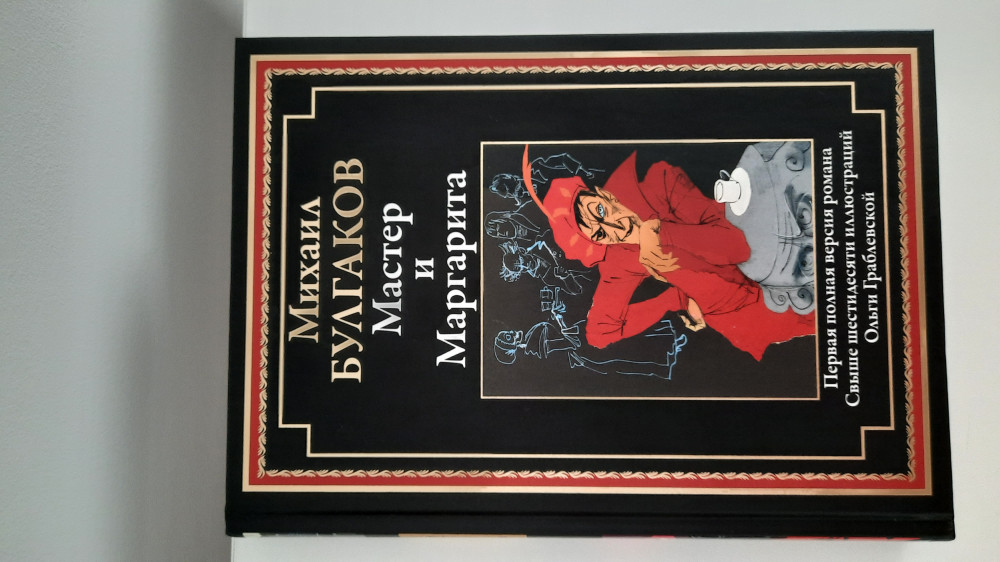 Михаил
БУЛГАКОВ
Мастер
и
Маргарита
Первая полная версия романа
Свыше шестидесяти иллюстраций
Ольги Граблевской